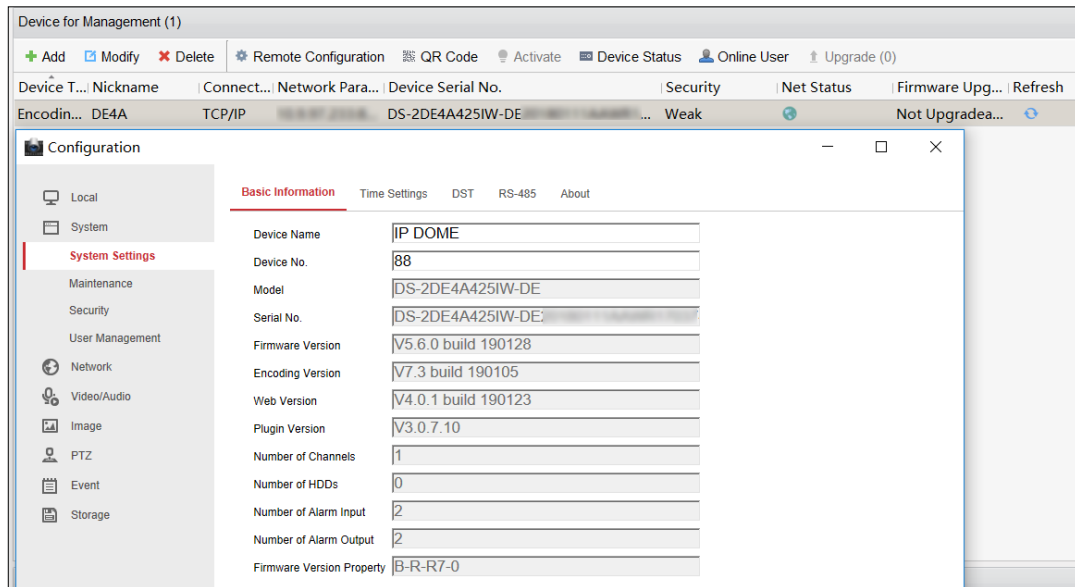 Device for Management (1)
Add Modify Delete Remote Configuration QR Code Activate Device Status Online User Upgrade (0)
Device T... Nickname Connect... Network Para... Device Serial No. Security Net Status Firmware Upg... Refresh
Encodin... DE4A TCP/IP DS-2DE4A425IW-DE ... Weak Not Upgradea...
Configuration
Basic Information Time Settings DST RS-485 About
Local
System
System Settings
Maintenance
Security
User Management
Network
Video/Audio
Image
PTZ
Event
Storage
Device Name IP DOME
Device No. 88
Model DS-2DE4A425IW-DE
Serial No. DS-2DE4A425IW-DE
Firmware Version V5.6.0 build 190128
Encoding Version V7.3 build 190105
Web Version V4.0.1 build 190123
Plugin Version V3.0.7.10
Number of Channels 1
Number of HDDs 0
Number of Alarm Input 2
Number of Alarm Output 2
Firmware Version Property B-R-R7-0